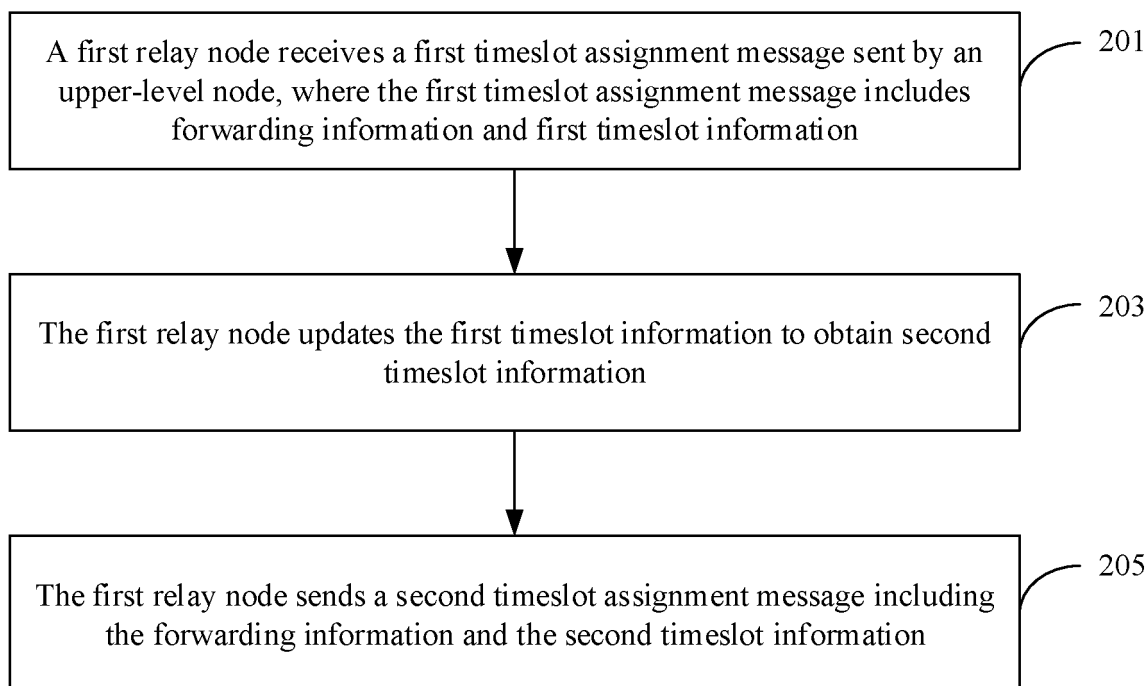 A first relay node receives a first timeslot assignment message sent by an
upper-level node, where the first timeslot assignment message includes
forwarding information and first timeslot information
201
The first relay node updates the first timeslot information to obtain second
timeslot information
203
The first relay node sends a second timeslot assignment message including
the forwarding information and the second timeslot information
205